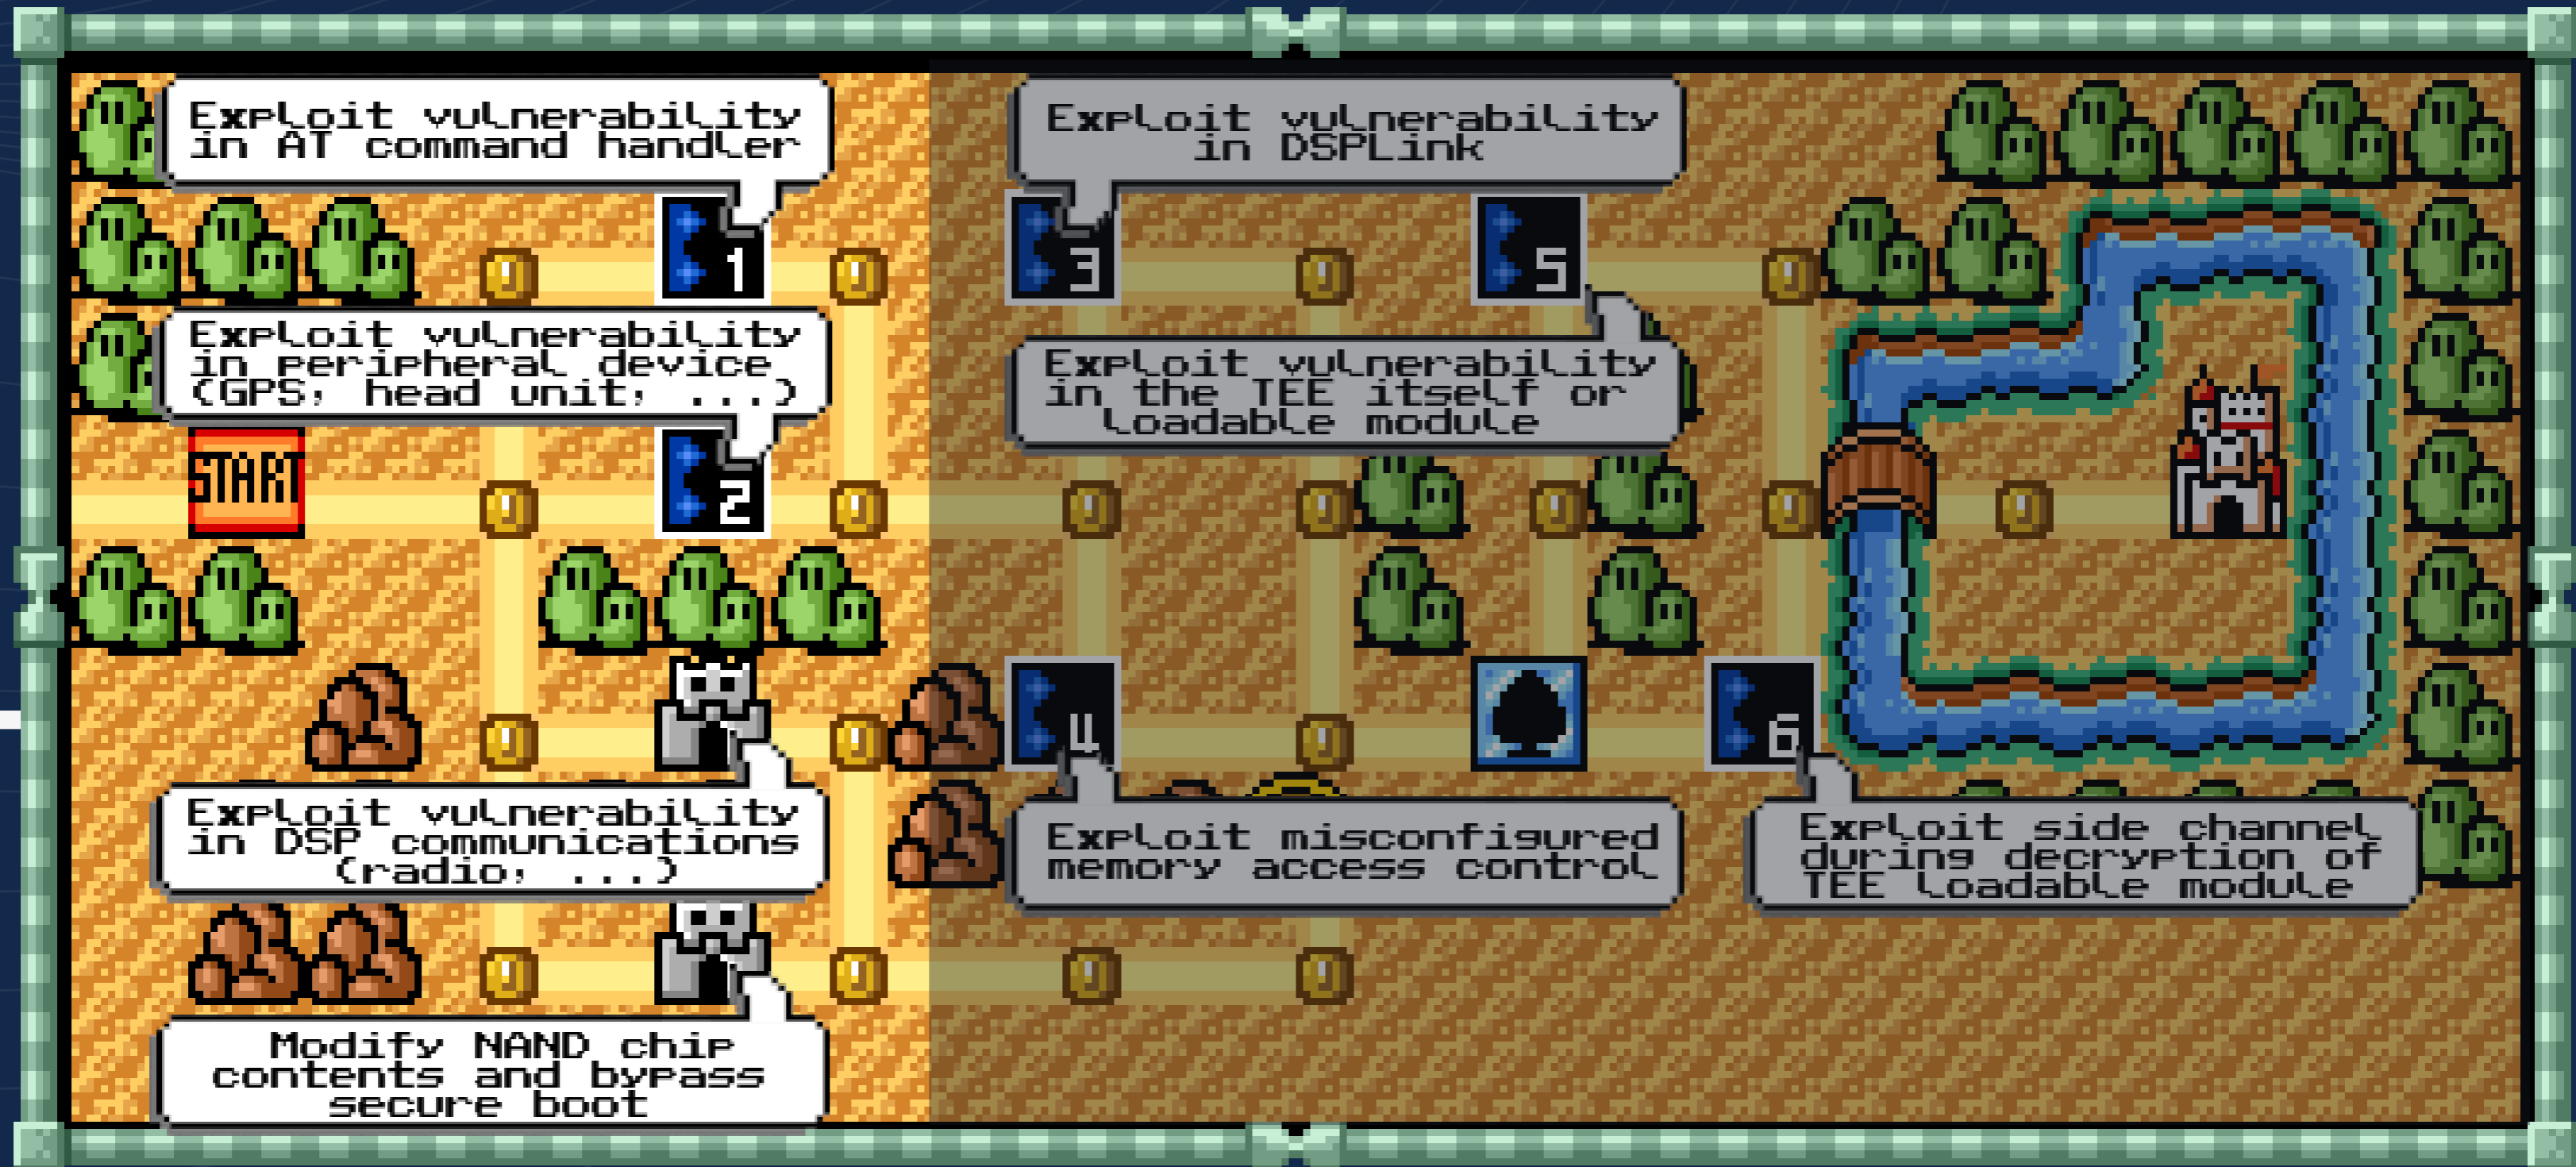 Exploit vulnerability
in AT command handler
1
Exploit vulnerability
in peripheral device
(GPS, head unit, ...)
START
2
Exploit vulnerability
in DSP communications
(radio, ...)
Modify NAND chip
contents and bypass
secure boot
Exploit vulnerability
in DSPLink
3
5
Exploit vulnerability
in the TEE itself or
loadable module
4
6
Exploit misconfigured
memory access control
Exploit side channel
during decryption of
TEE loadable module